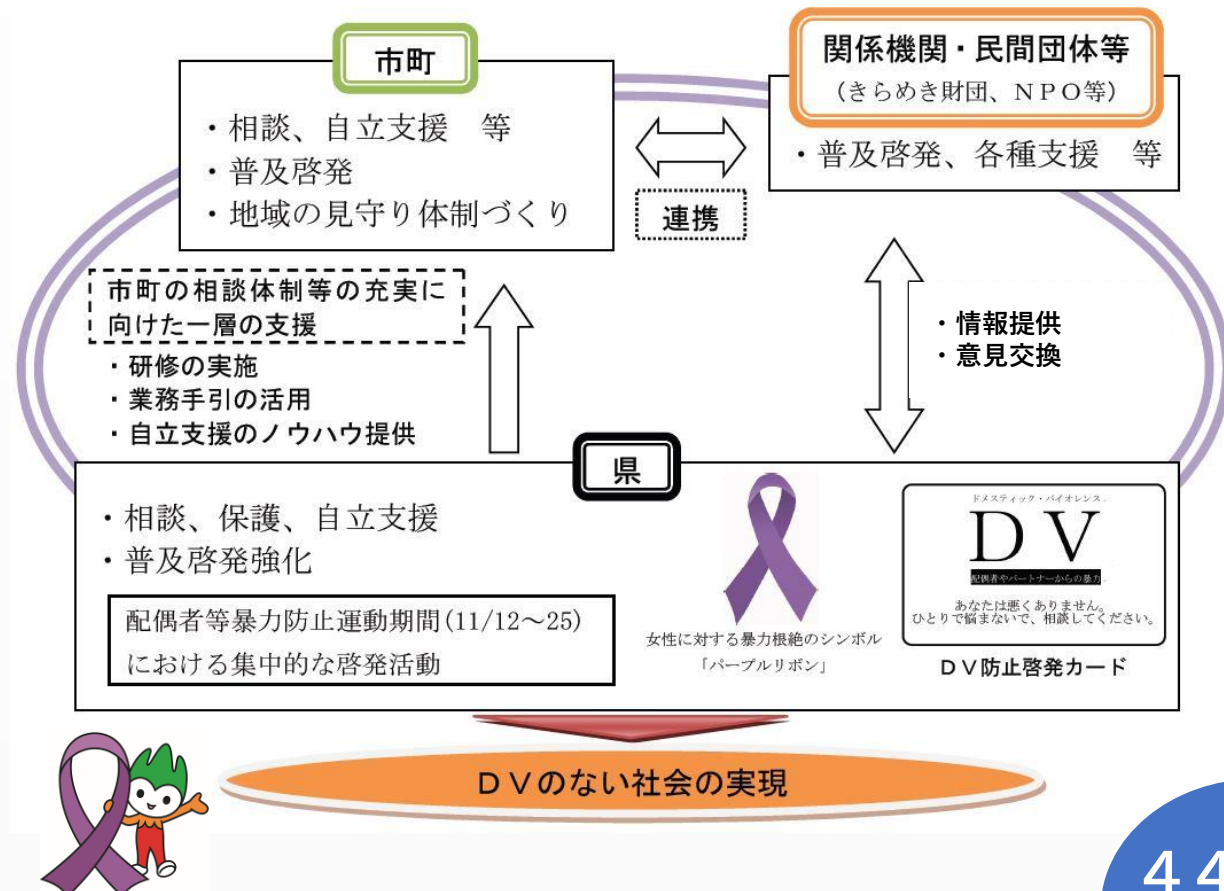 市町
・相談、自立支援　等
・普及啓発
・地域の見守り体制づくり
関係機関・民間団体等
（きらめき財団、ＮＰＯ等）
・普及啓発、各種支援　等
連携
市町の相談体制等の充実に
向けた一層の支援
・研修の実施
・業務手引の活用
・自立支援のノウハウ提供
・情報提供
・意見交換
県
・相談、保護、自立支援
・普及啓発強化
配偶者等暴力防止運動期間(11/12～25)
における集中的な啓発活動
女性に対する暴力根絶のシンボル
「パープルリボン」
ドメスティック・バイオレンス
ＤＶ
配偶者やパートナーからの暴力
あなたは悪くありません。
ひとりで悩まないで、相談してください。
ＤＶ防止啓発カード
ＤＶのない社会の実現
４４